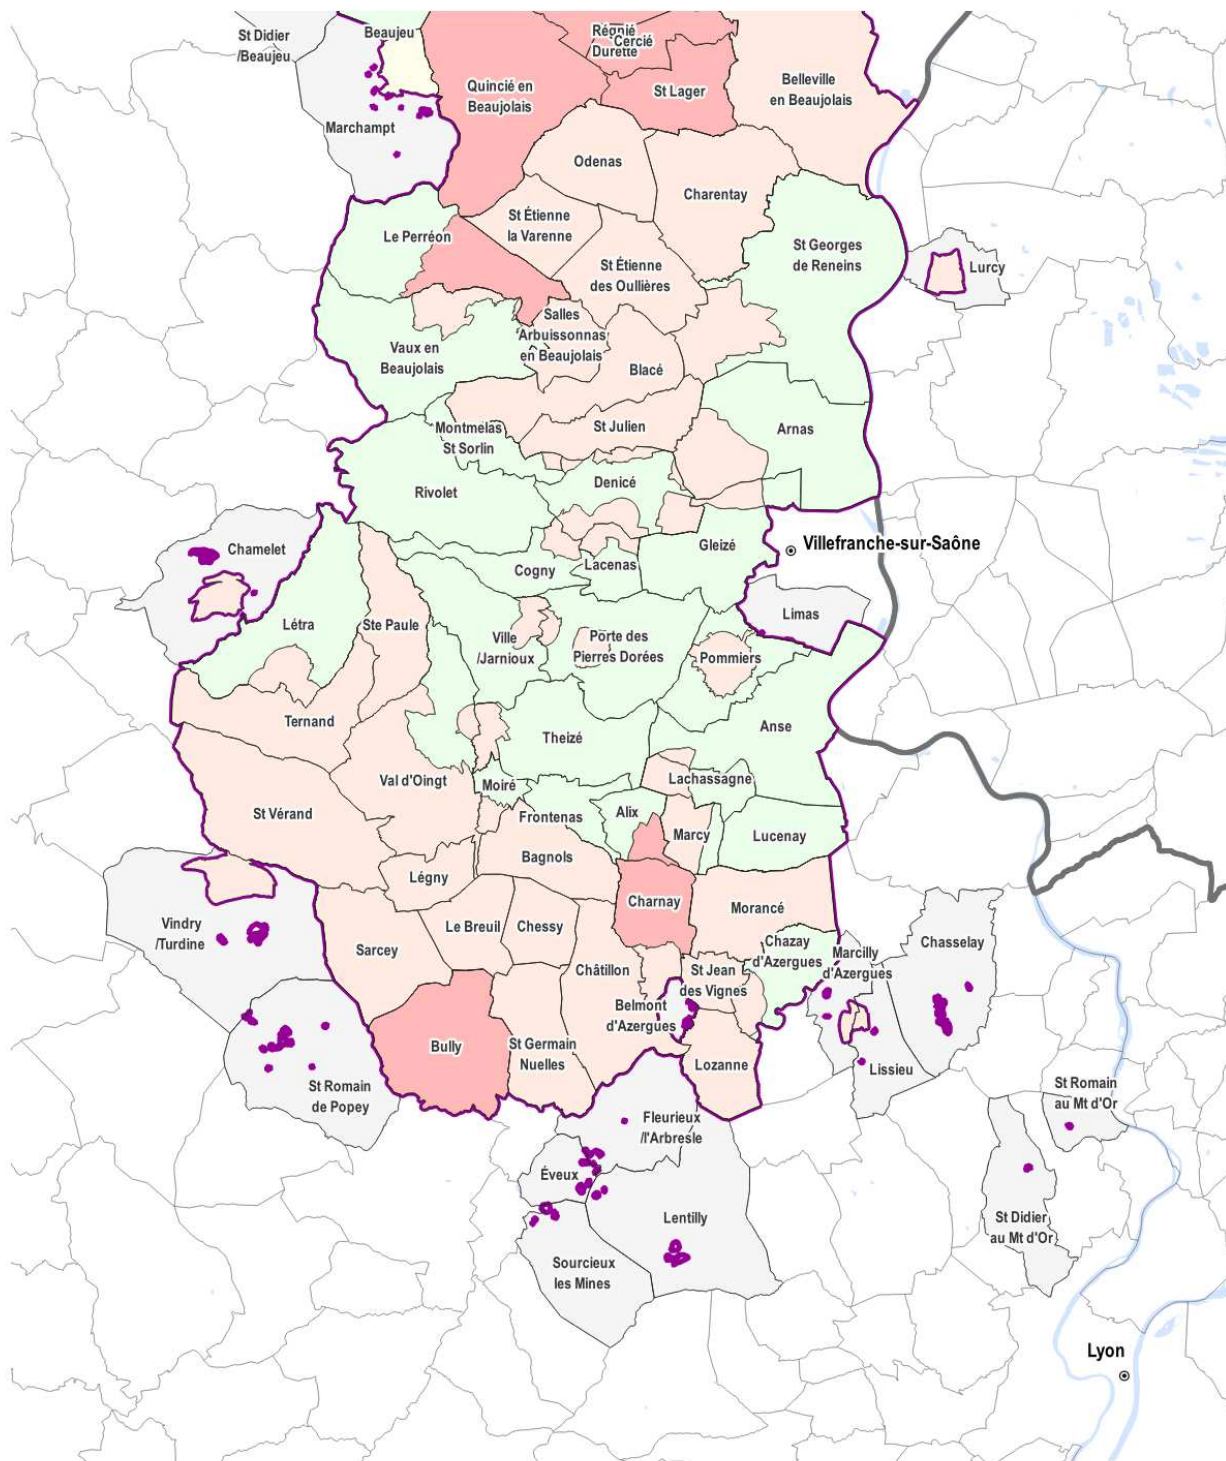 St Didier
/Beaujeu
Beaujeu
Régnié
Durette
Cercié
Quincié en
Beaujolais
St Lager
Belleville
en Beaujolais
Marchampt
Odenas
Charentay
St Étienne
la Varenne
Le Perréon
St Georges
de Reneins
Lurcy
St Étienne
des Oullières
Salles
Arbuissonnas
en Beaujolais
Vaux en
Beaujolais
Blacé
Montmelas
St Sorlin
St Julien
Arnas
Rivolet
Denicé
Gleizé
Villefranche-sur-Saône
Chamelet
Cogny
Lacenas
Limas
Létra
Ste Paule
Ville
/Jarnioux
Porte des
Pierres Dorées
Pommiers
Ternand
Theizé
Anse
Val d'Oingt
Moiré
Lachassagne
St Vérand
Frontenas
Alix
Marcy
Lucenay
Bagnols
Légny
Charnay
Morancé
Vindry
/Turdine
Sarcey
Le Breuil
Chessy
Châtillon
Chazay
d'Azergues
Marcilly
d'Azergues
Chasselay
St Jean
des Vignes
Belmont
d'Azergues
Bully
St Germain
Nuelles
Lozanne
Lissieu
St Romain
de Popey
St Romain
au Mt d'Or
Fleurieux
/l'Arbresle
Éveux
Lentilly
St Didier
au Mt d'Or
Sourcieux
les Mines
Lyon